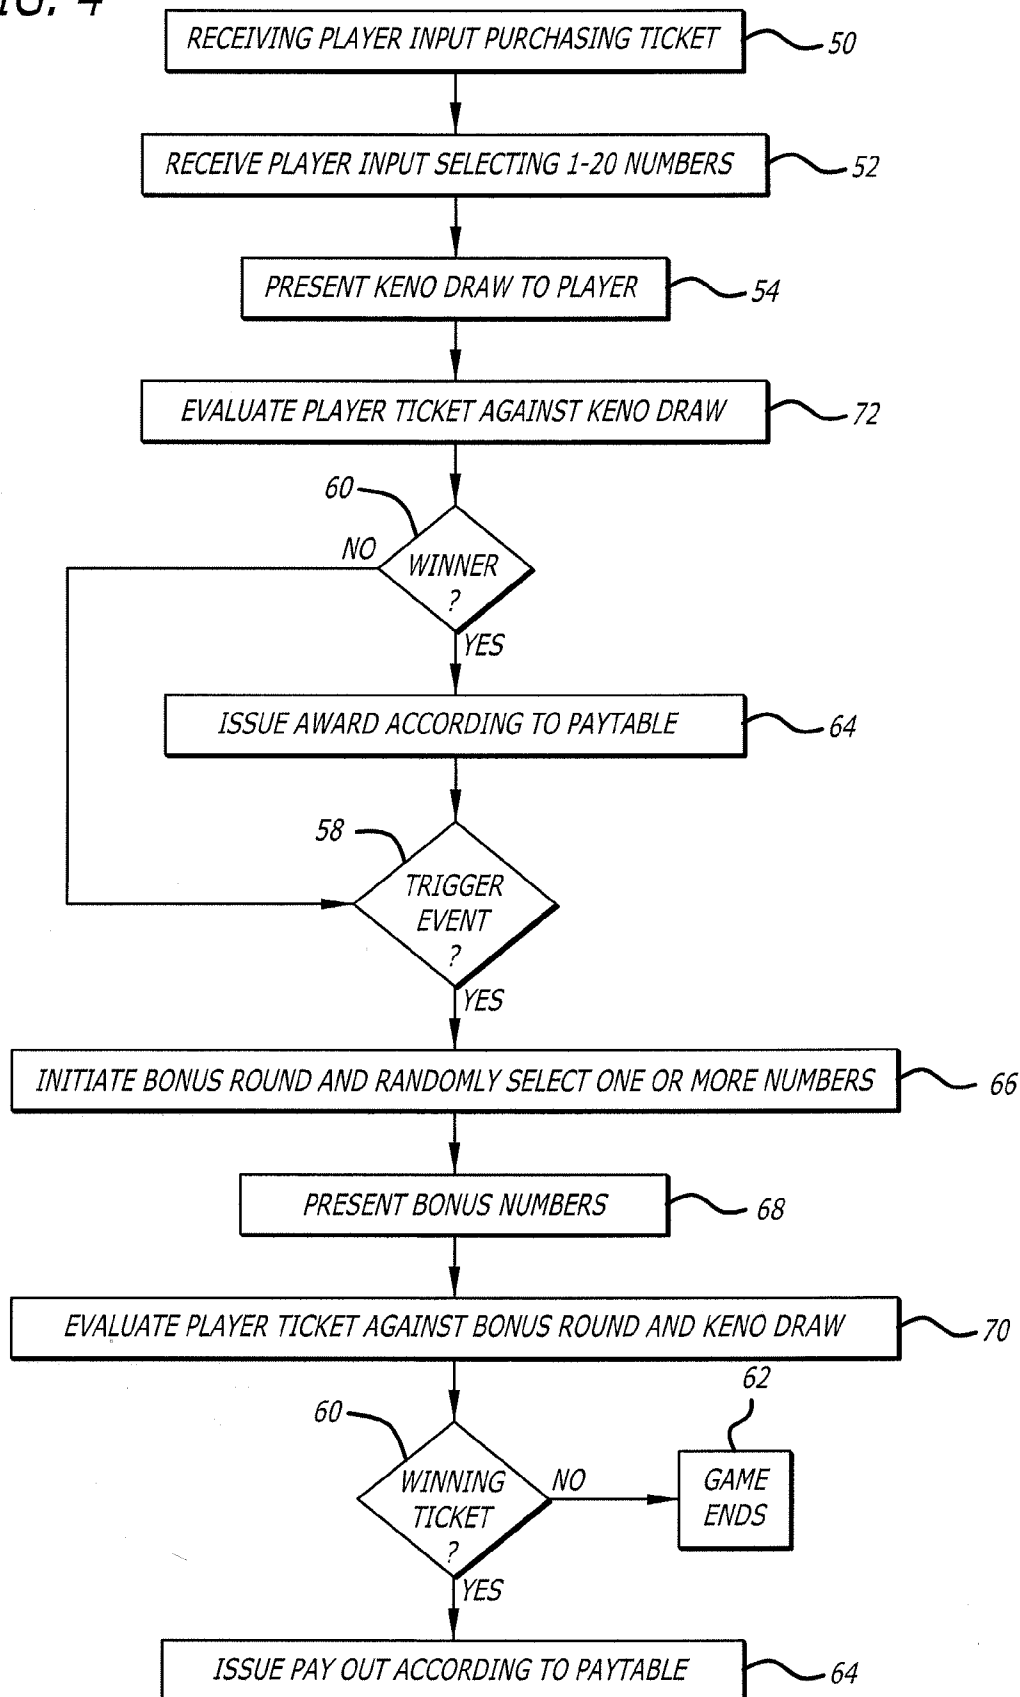 FIG. 4
RECEIVING PLAYER INPUT PURCHASING TICKET
50
RECEIVE PLAYER INPUT SELECTING 1-20 NUMBERS
52
PRESENT KENO DRAW TO PLAYER
54
EVALUATE PLAYER TICKET AGAINST KENO DRAW
72
60
NO
WINNER
?
YES
ISSUE AWARD ACCORDING TO PAYTABLE
64
58
TRIGGER
EVENT
?
YES
INITIATE BONUS ROUND AND RANDOMLY SELECT ONE OR MORE NUMBERS
66
PRESENT BONUS NUMBERS
68
EVALUATE PLAYER TICKET AGAINST BONUS ROUND AND KENO DRAW
70
60
WINNING
TICKET
?
NO
62
GAME
ENDS
YES
ISSUE PAY OUT ACCORDING TO PAYTABLE
64